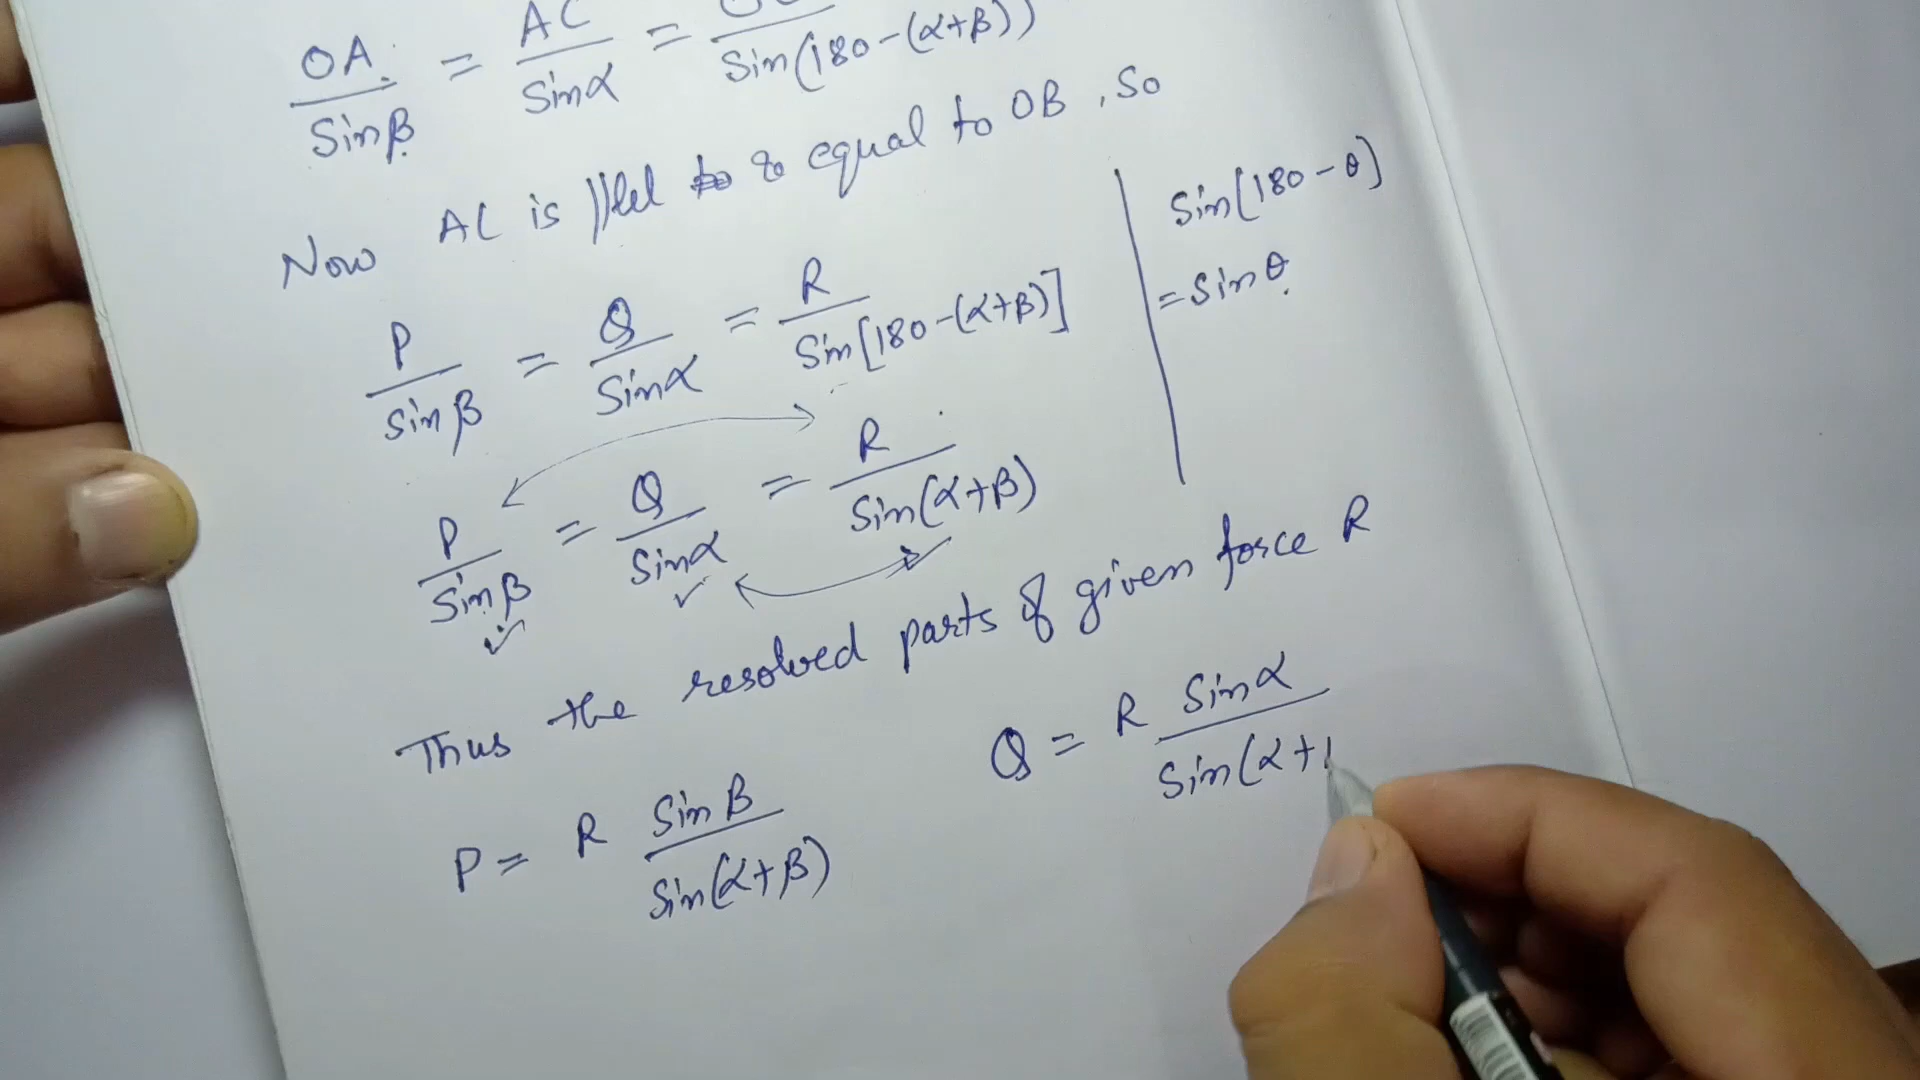 OA/Sinβ = AC/Sinα = /Sin(180-(α+β))
Now AC is ||lel to & equal to OB, So
P/Sinβ = Q/Sinα = R/Sin[180-(α+β)]
Sin[180-θ]
= Sinθ.
P/Sinβ = Q/Sinα = R/Sin(α+β)
Thus the resolved parts of given force R
P = R Sinβ/Sin(α+β)
Q = R Sinα/Sin(α+